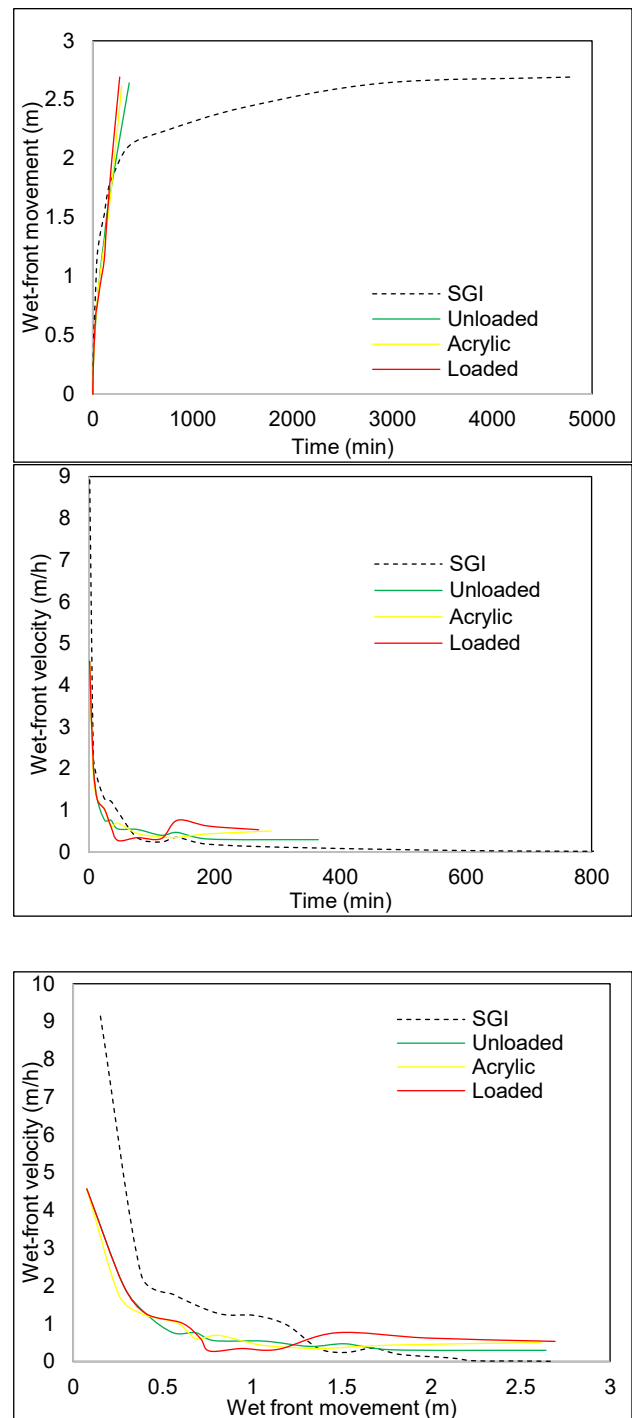 3
2.5
2
1.5
1
0.5
0
Wet-front movement (m)
SGI
Unloaded
Acrylic
Loaded
0 1000 2000 3000 4000 5000
Time (min)
9
8
7
6
5
4
3
2
1
0
Wet-front velocity (m/h)
SGI
Unloaded
Acrylic
Loaded
0 200 400 600 800
Time (min)
10
9
8
7
6
5
4
3
2
1
0
Wet-front velocity (m/h)
SGI
Unloaded
Acrylic
Loaded
0 0.5 1 1.5 2 2.5 3
Wet front movement (m)